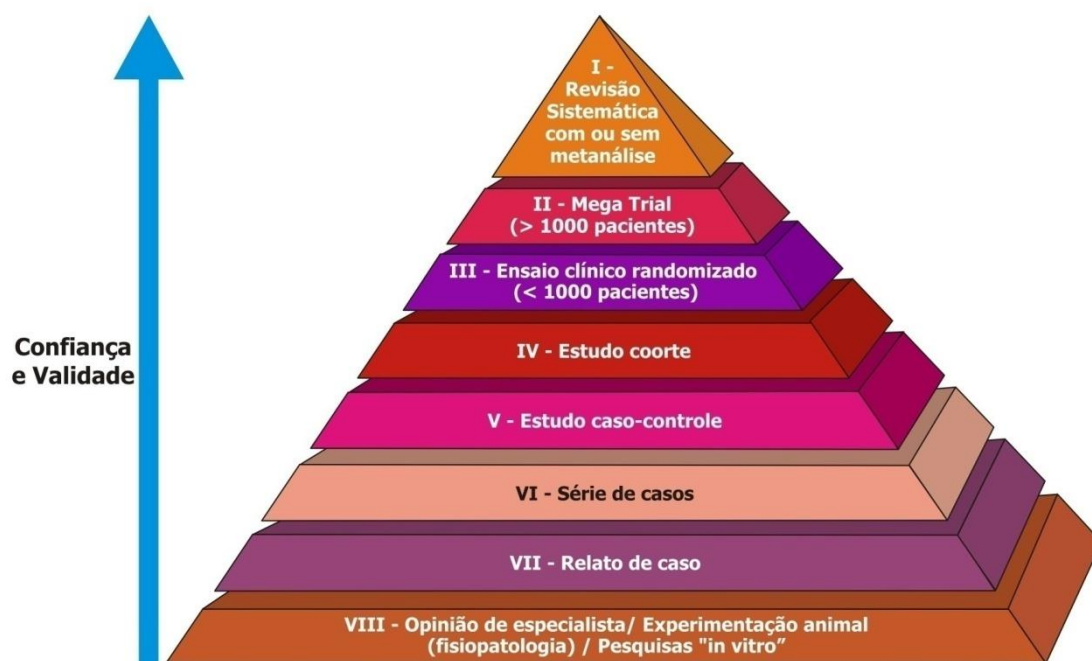 I -
Revisão
Sistemática
com ou sem
metanálise
II - Mega Trial
(> 1000 pacientes)
III - Ensaio clínico randomizado
(< 1000 pacientes)
IV - Estudo coorte
Confiança
e Validade
V - Estudo caso-controle
VI - Série de casos
VII - Relato de caso
VIII - Opinião de especialista/ Experimentação animal
(fisiopatologia) / Pesquisas "in vitro”